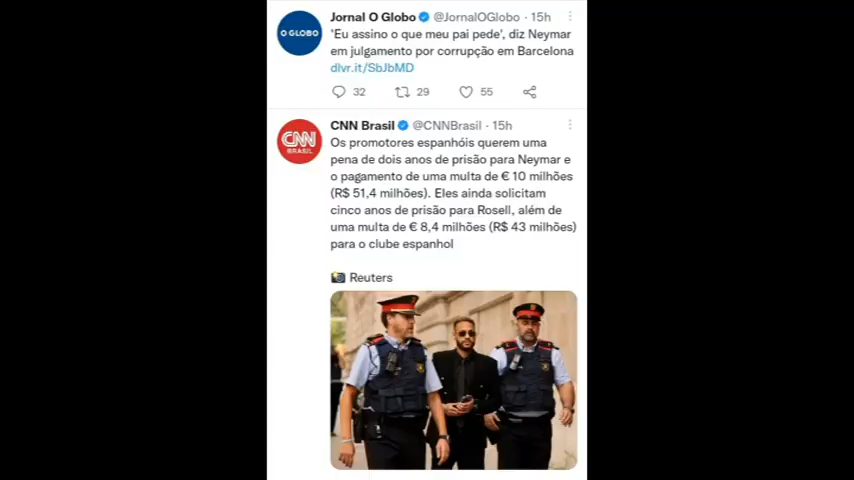 Jornal O Globo @JornalOGlobo · 15h
'Eu assino o que meu pai pede', diz Neymar
em julgamento por corrupção em Barcelona
dlvr.it/SbJbMD
32 29 55
O GLOBO
CNN Brasil @CNNBrasil · 15h
Os promotores espanhóis querem uma
pena de dois anos de prisão para Neymar e
o pagamento de uma multa de € 10 milhões
(R$ 51,4 milhões). Eles ainda solicitam
cinco anos de prisão para Rosell, além de
uma multa de € 8,4 milhões (R$ 43 milhões)
para o clube espanhol
Reuters
CNN
BRASIL